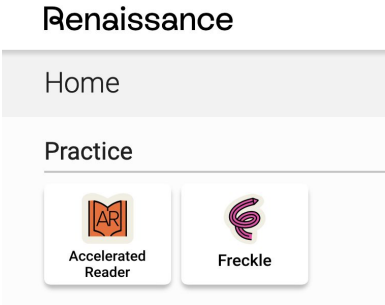 Renaissance
Home
Practice
AR
Accelerated
Reader
Freckle